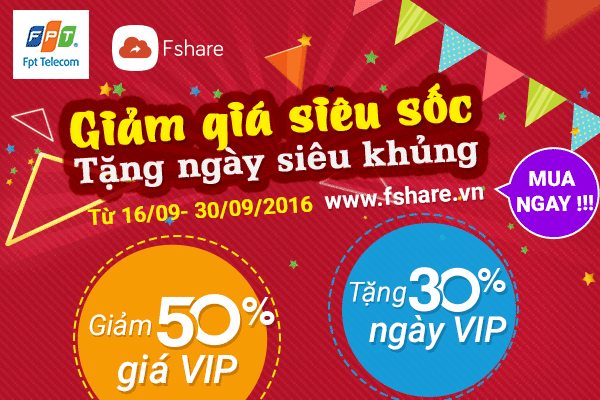 FPT
Fpt Telecom
Fshare
Giảm giá siêu sốc
Tặng ngày siêu khủng
Từ 16/09- 30/09/2016 www.fshare.vn
MUA
NGAY !!!
Giảm 50%
giá VIP
Tặng 30%
ngày VIP